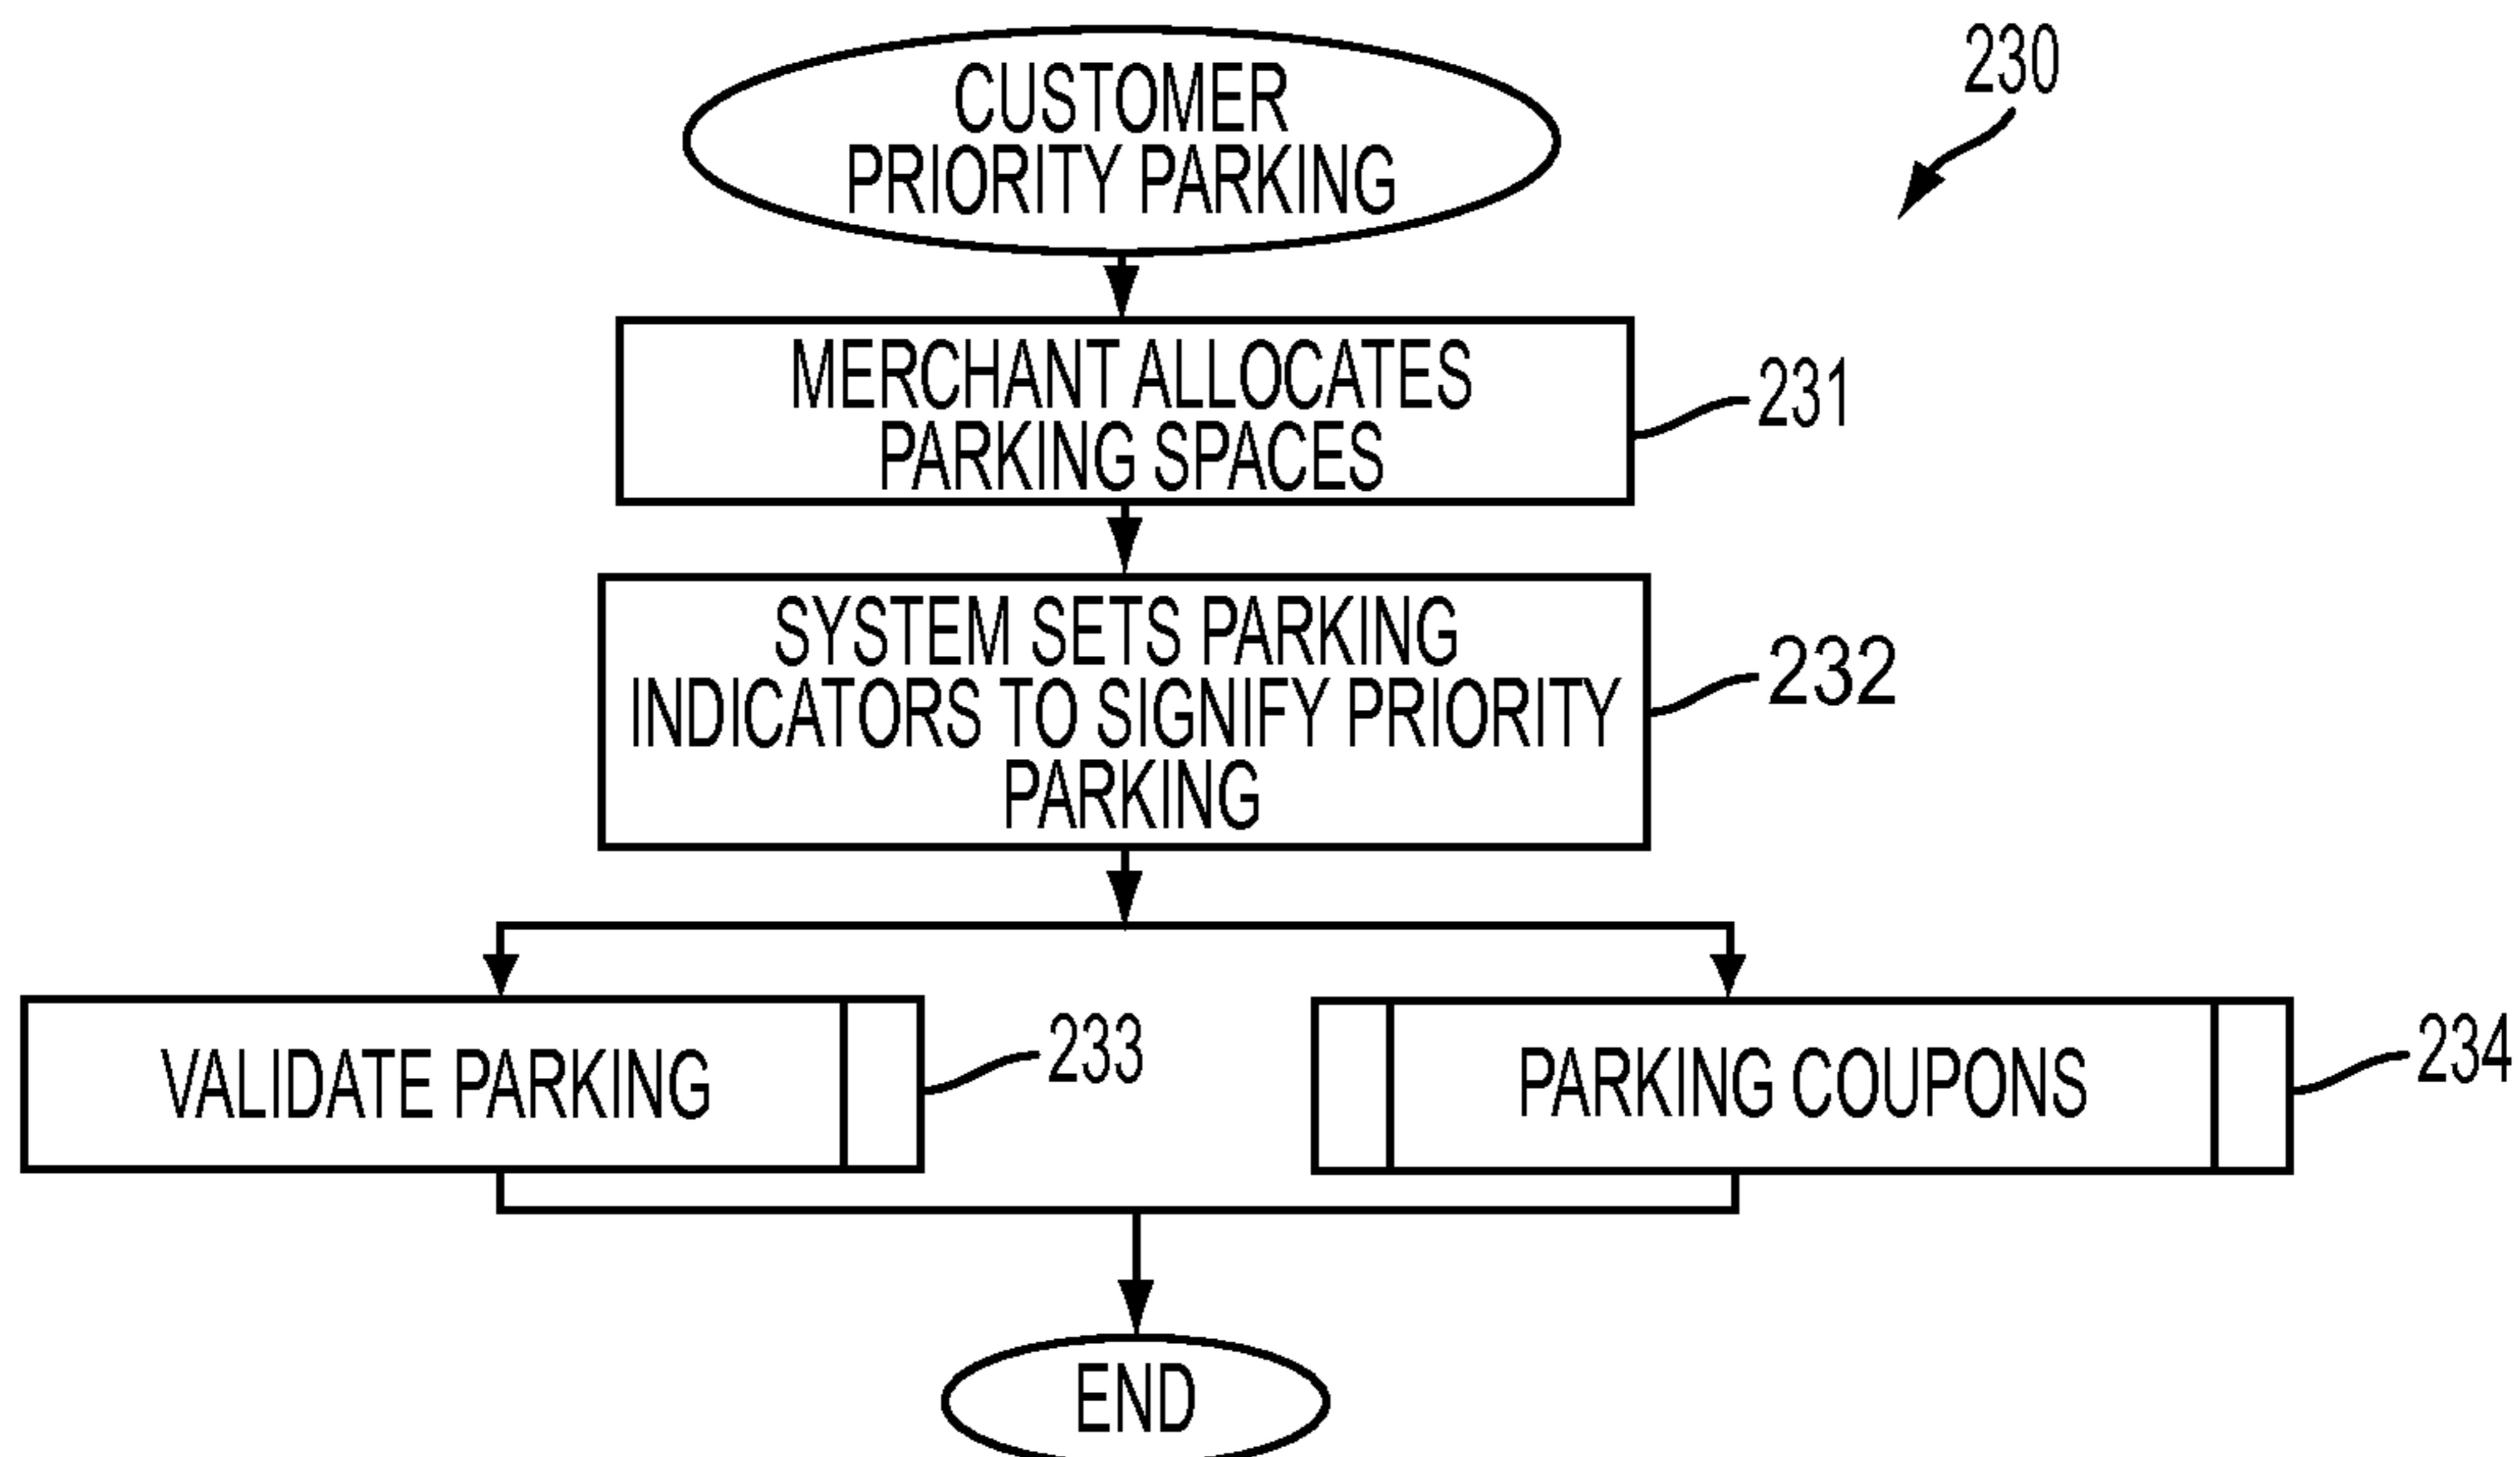 CUSTOMER
PRIORITY PARKING
230
MERCHANT ALLOCATES
PARKING SPACES
231
SYSTEM SETS PARKING
INDICATORS TO SIGNIFY PRIORITY
PARKING
232
VALIDATE PARKING
233
PARKING COUPONS
234
END